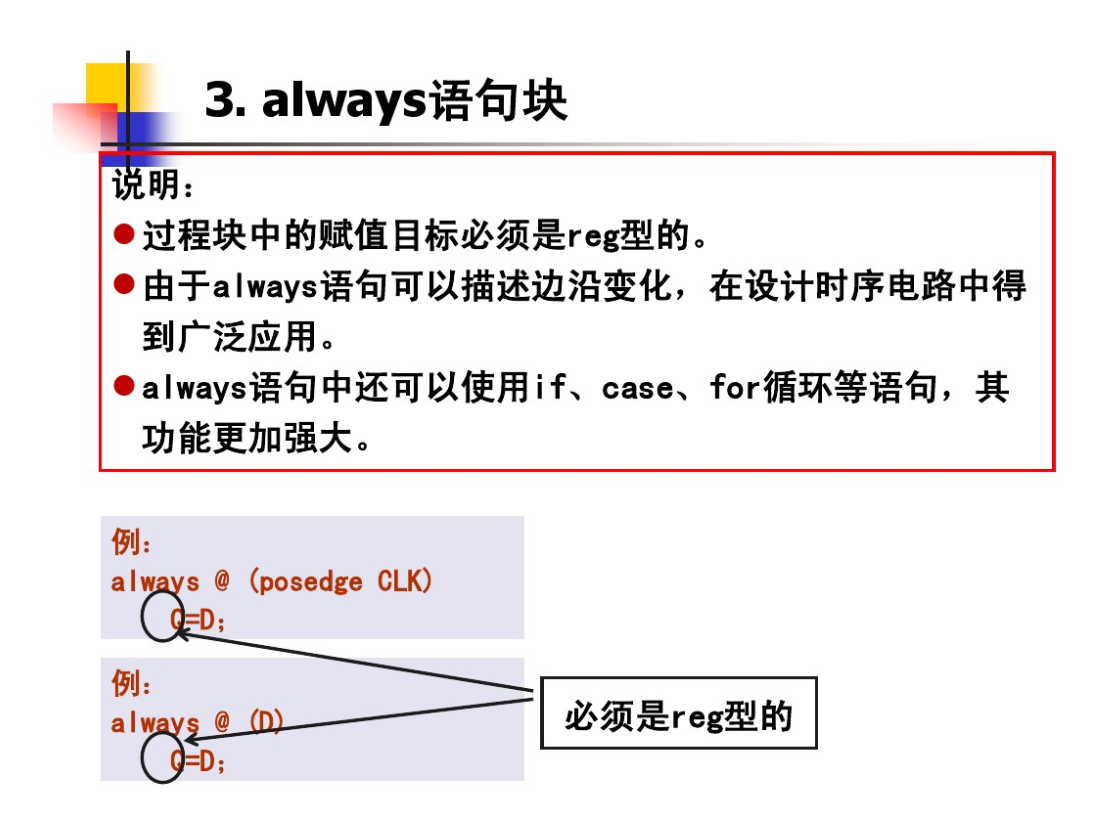 3. always语句块
说明：
●过程块中的赋值目标必须是reg型的。
●由于always语句可以描述边沿变化，在设计时序电路中得
到广泛应用。
●always语句中还可以使用if、case、for循环等语句，其
功能更加强大。
例：
always @ (posedge CLK)
Q=D；
例：
always @ (D)
Q=D；
必须是reg型的